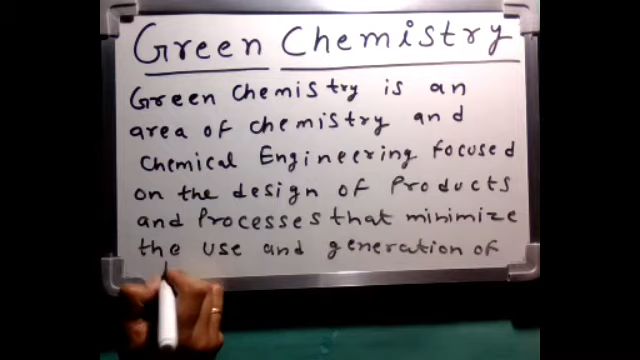 Green Chemistry
Green Chemistry is an
area of chemistry and
Chemical Engineering focused
on the design of Products
and Processes that minimize
the use and generation of